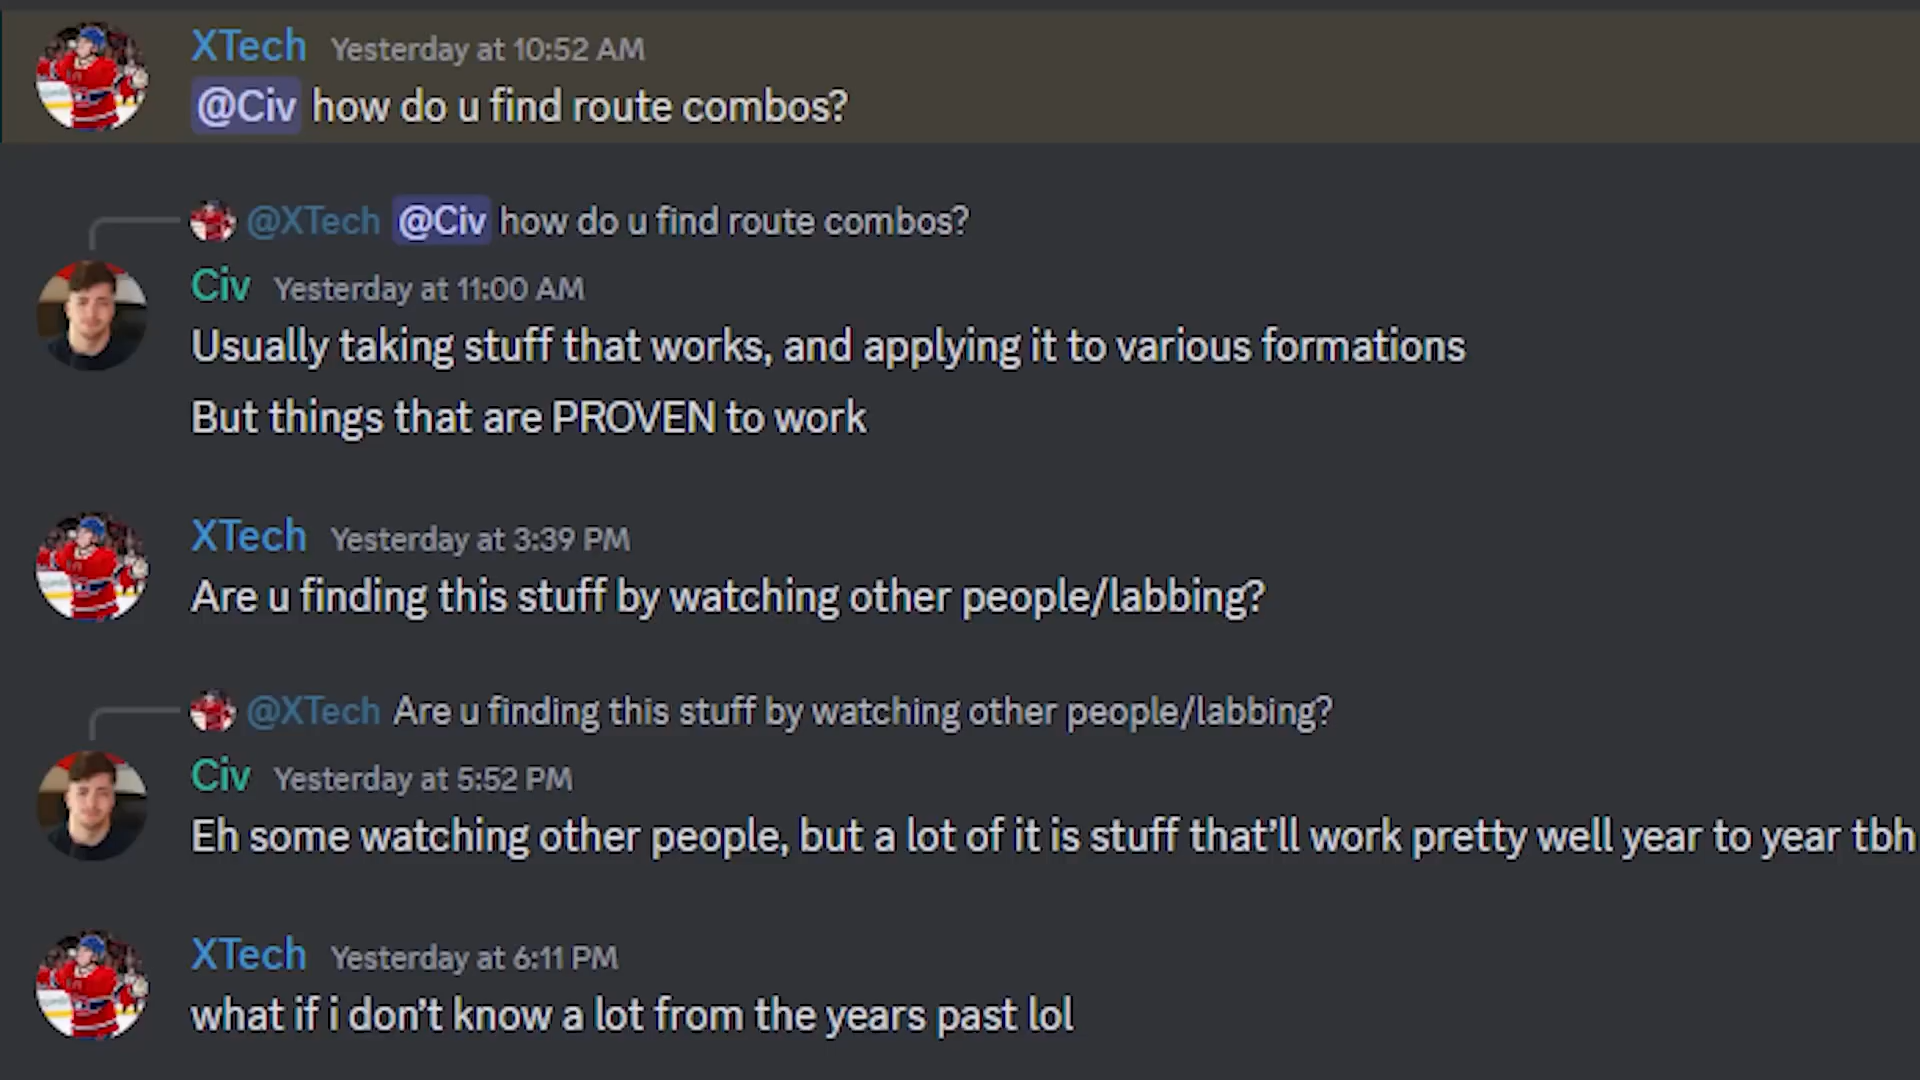 XTech Yesterday at 10:52 AM
@Civ how do u find route combos?
@XTech @Civ how do u find route combos?
Civ Yesterday at 11:00 AM
Usually taking stuff that works, and applying it to various formations
But things that are PROVEN to work
XTech Yesterday at 3:39 PM
Are u finding this stuff by watching other people/labbing?
@XTech Are u finding this stuff by watching other people/labbing?
Civ Yesterday at 5:52 PM
Eh some watching other people, but a lot of it is stuff that’ll work pretty well year to year tbh
XTech Yesterday at 6:11 PM
what if i don’t know a lot from the years past lol